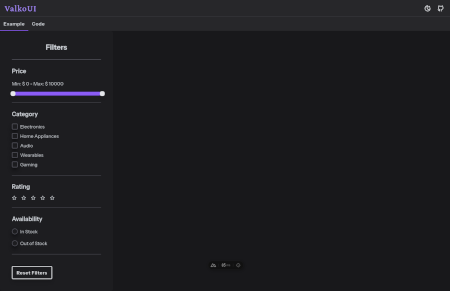 ValkoUI
Example Code
Filters
Price
Min: $ 0 - Max: $ 10000
Category
Electronics
Home Appliances
Audio
Wearables
Gaming
Rating
Availability
In Stock
Out of Stock
Reset Filters